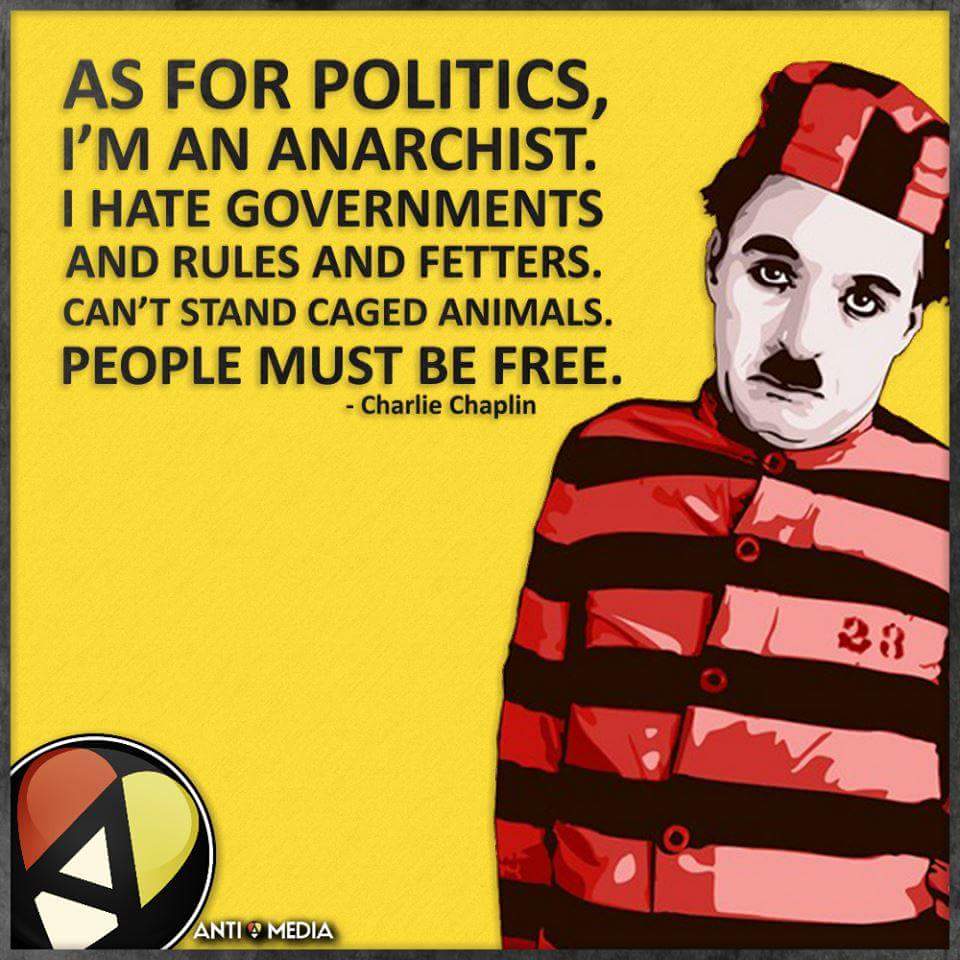 AS FOR POLITICS,
I'M AN ANARCHIST.
I HATE GOVERNMENTS
AND RULES AND FETTERS.
CAN'T STAND CAGED ANIMALS.
PEOPLE MUST BE FREE.
- Charlie Chaplin
23
ANTI MEDIA